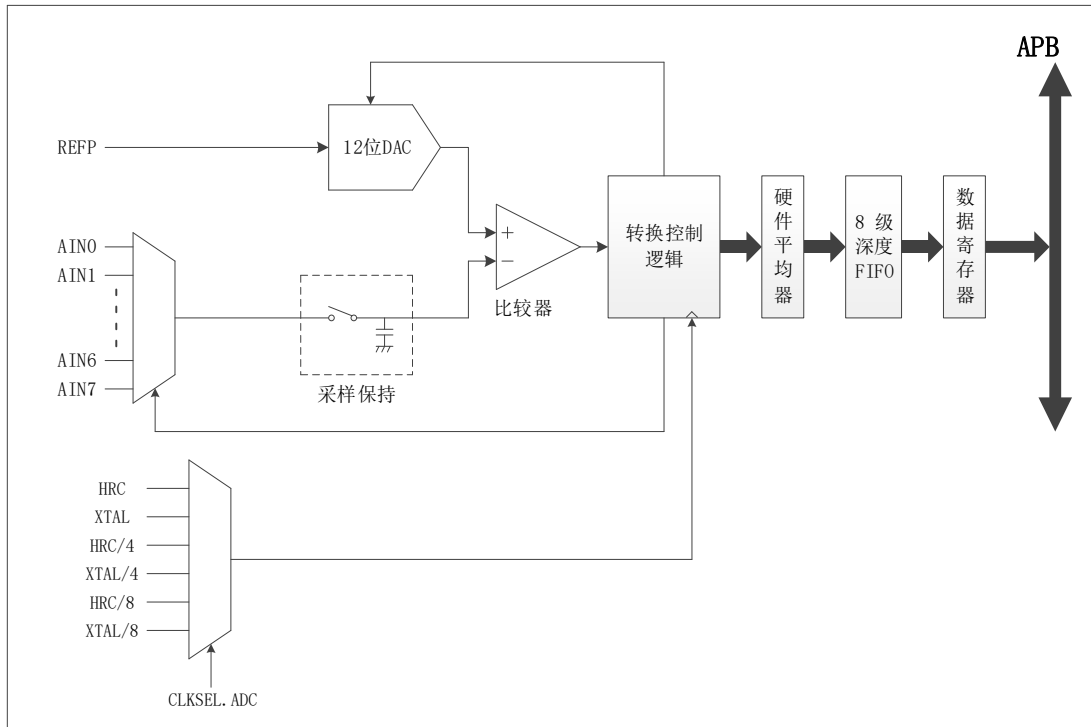 APB
REFP
12位DAC
AIN0
AIN1
AIN6
AIN7
+
−
比较器
采样保持
转换控制
逻辑
硬
件
平
均
器
8 级
深度
FIFO
数
据
寄
存
器
HRC
XTAL
HRC/4
XTAL/4
HRC/8
XTAL/8
CLKSEL.ADC